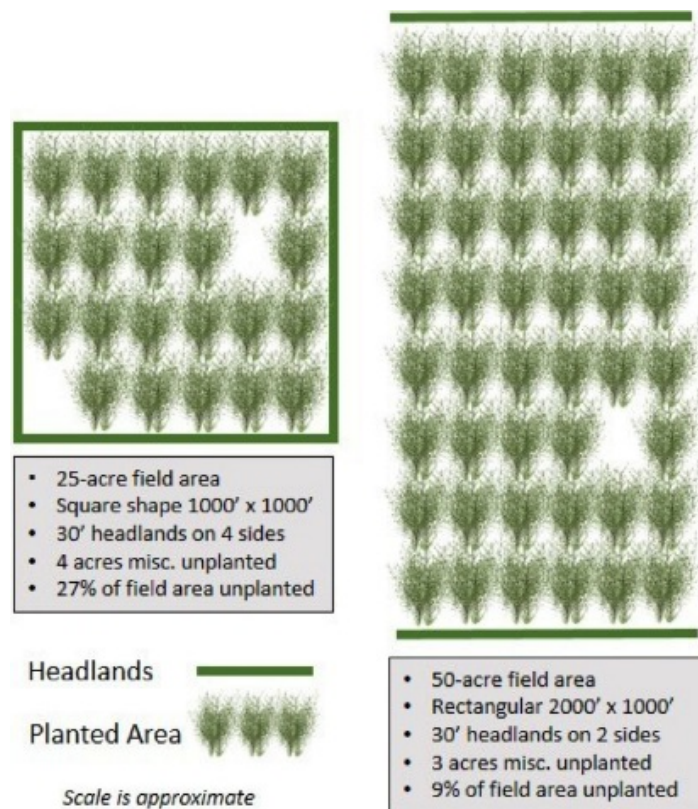 • 25-acre field area
• Square shape 1000’ x 1000’
• 30’ headlands on 4 sides
• 4 acres misc. unplanted
• 27% of field area unplanted
Headlands
Planted Area
Scale is approximate
• 50-acre field area
• Rectangular 2000’ x 1000’
• 30’ headlands on 2 sides
• 3 acres misc. unplanted
• 9% of field area unplanted